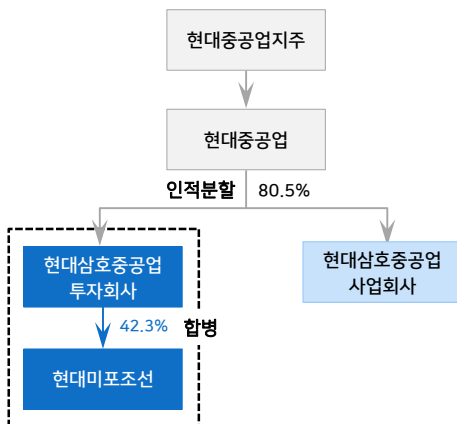 현대중공업지주
현대중공업
인적분할 80.5%
현대삼호중공업
투자회사
현대삼호중공업
사업회사
42.3% 합병
현대미포조선